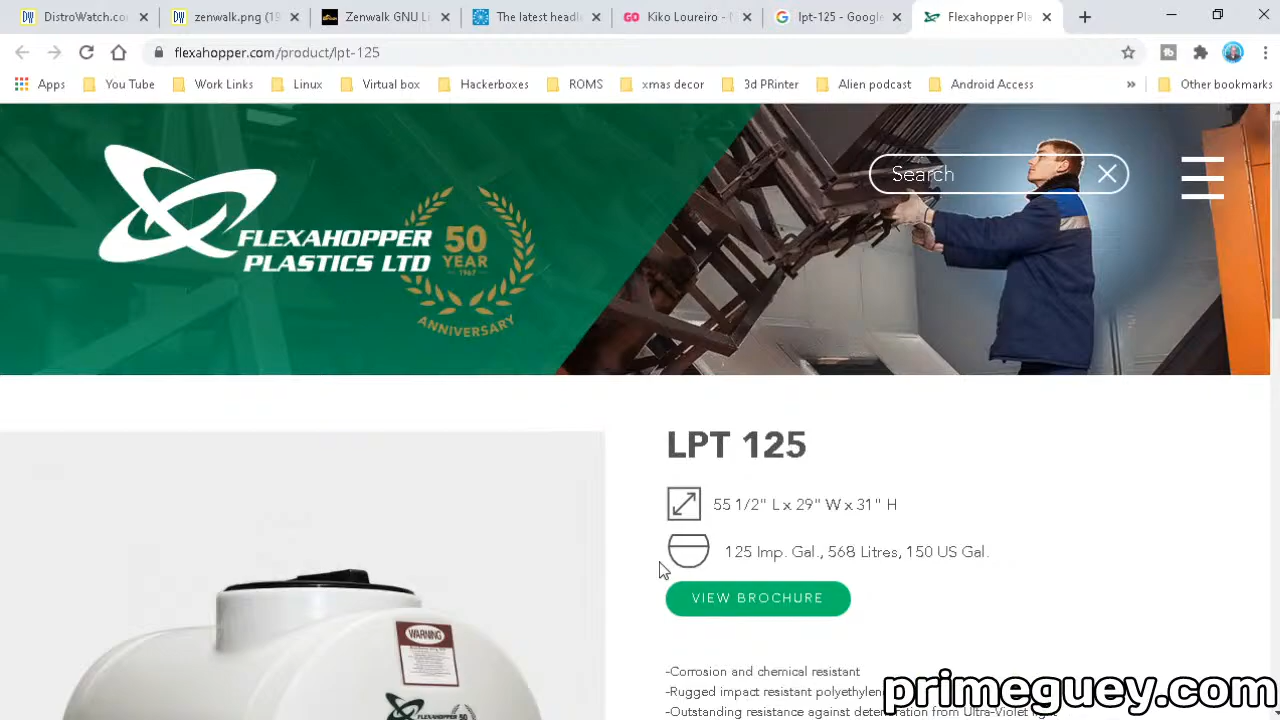 DistroWatch.co
zenwalk.png (19
Zenwalk GNU Li
The latest headl
Kiko Loureiro - N
lpt-125 - Google
Flexahopper Pla
flexahopper.com/product/lpt-125
Apps
You Tube
Work Links
Linux
Virtual box
Hackerboxes
ROMS
xmas decor
3d PRinter
Alien podcast
Android Access
»
Other bookmarks
Search
FLEXAHOPPER
PLASTICS LTD
50
YEAR
1967
ANNIVERSARY
LPT 125
55 1/2" L x 29" W x 31" H
125 Imp. Gal., 568 Litres, 150 US Gal.
VIEW BROCHURE
WARNING
FLEXAHOPPER
50
-Corrosion and chemical resistant
-Rugged impact resistant polyethylen
-Outstanding resistance against deterioration from Ultra-Violet light
primeguey.com